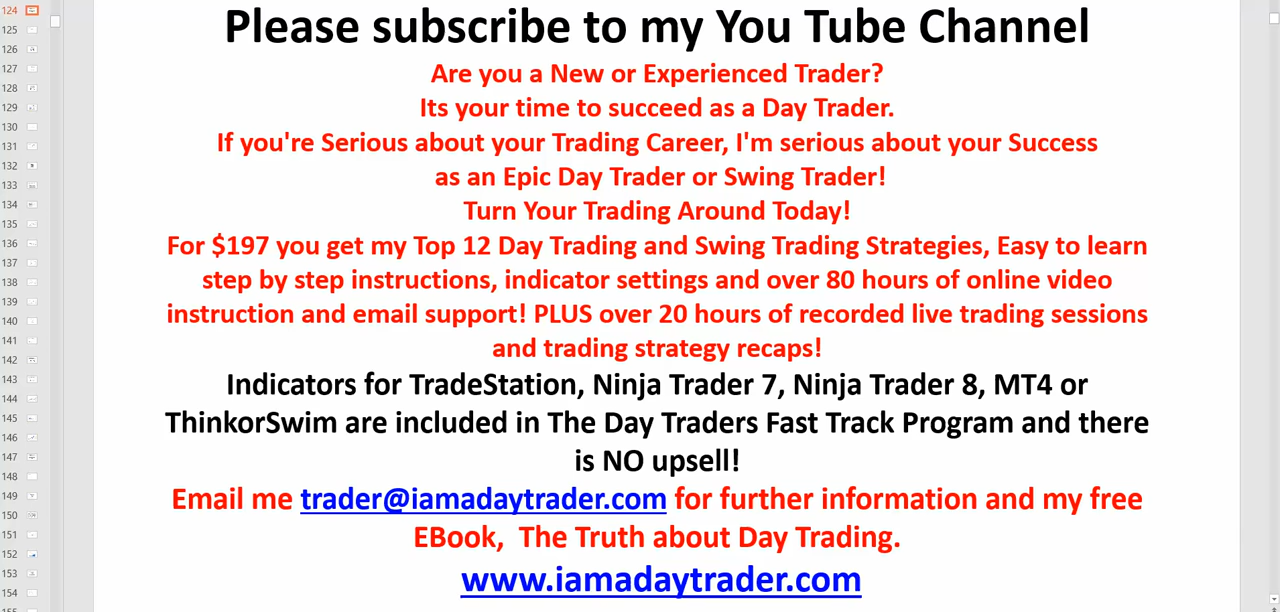 Please subscribe to my You Tube Channel
Are you a New or Experienced Trader?
Its your time to succeed as a Day Trader.
If you're Serious about your Trading Career, I'm serious about your Success
as an Epic Day Trader or Swing Trader!
Turn Your Trading Around Today!
For $197 you get my Top 12 Day Trading and Swing Trading Strategies, Easy to learn
step by step instructions, indicator settings and over 80 hours of online video
instruction and email support! PLUS over 20 hours of recorded live trading sessions
and trading strategy recaps!
Indicators for TradeStation, Ninja Trader 7, Ninja Trader 8, MT4 or
ThinkorSwim are included in The Day Traders Fast Track Program and there
is NO upsell!
Email me trader@iamadaytrader.com for further information and my free
EBook,  The Truth about Day Trading.
www.iamadaytrader.com
124
125
126
127
128
129
130
131
132
133
134
135
136
137
138
139
140
141
142
143
144
145
146
147
148
149
150
151
152
153
154